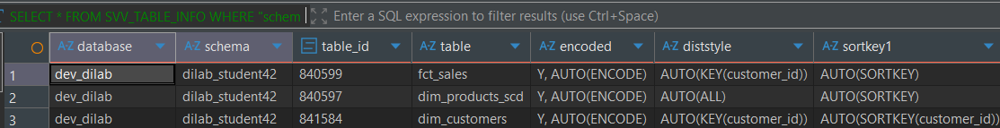 SELECT * FROM SVV_TABLE_INFO WHERE "schem Enter a SQL expression to filter results (use Ctrl+Space)
A-Z database A-Z schema table_id A-Z table A-Z encoded A-Z diststyle A-Z sortkey1
1 dev_dilab dilab_student42 840599 fct_sales Y, AUTO(ENCODE) AUTO(KEY(customer_id)) AUTO(SORTKEY)
2 dev_dilab dilab_student42 840597 dim_products_scd Y, AUTO(ENCODE) AUTO(ALL) AUTO(SORTKEY)
3 dev_dilab dilab_student42 841584 dim_customers Y, AUTO(ENCODE) AUTO(KEY(customer_id)) AUTO(SORTKEY(customer_id))